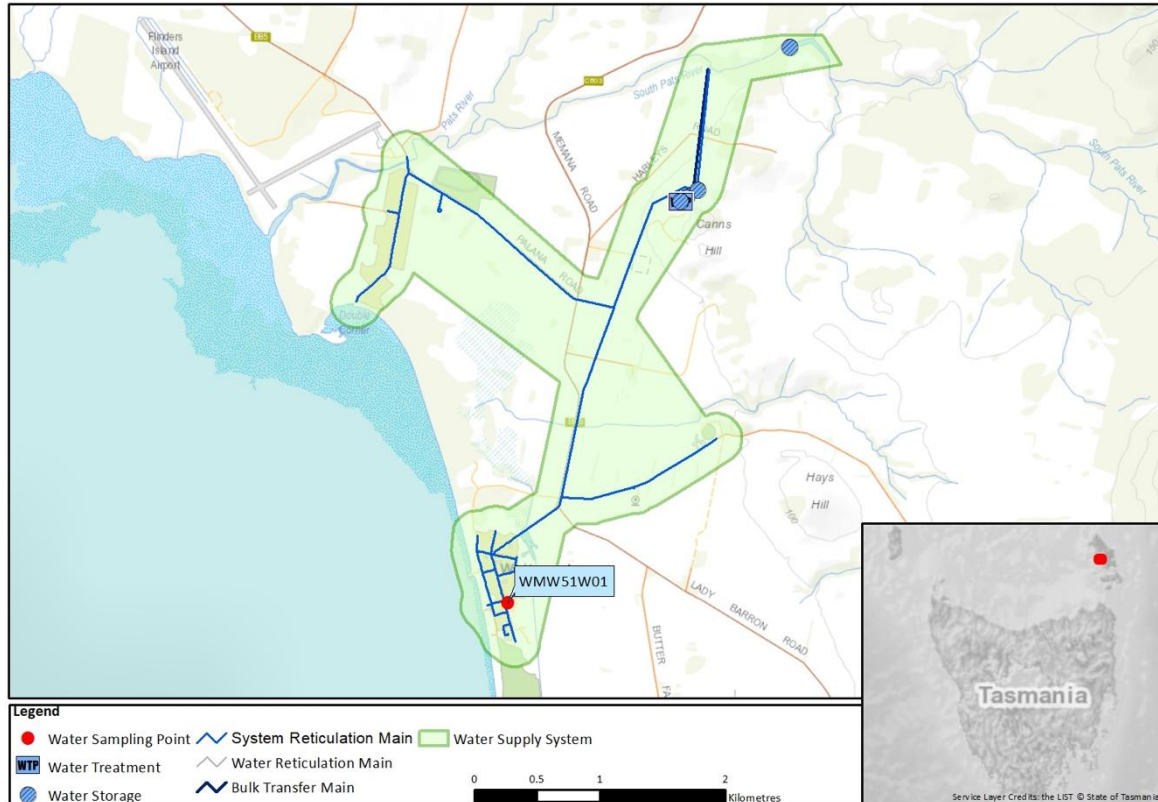 Flinders
Island
Airport
B85
C803
Pats River
South Pats River
MEMANA
ROAD
HARLEYS
ROAD
South Pats River
Canns
Hill
PALANA
ROAD
Double
Corner
Hays
Hill
100
WMW51W01
LADY
BARRON
ROAD
BUTTER
Tasmania
Legend
Water Sampling Point
System Reticulation Main
Water Supply System
WTP
Water Treatment
Water Reticulation Main
Water Storage
Bulk Transfer Main
0 0.5 1 2
Kilometres
Service Layer Credits: the LIST © State of Tasmania